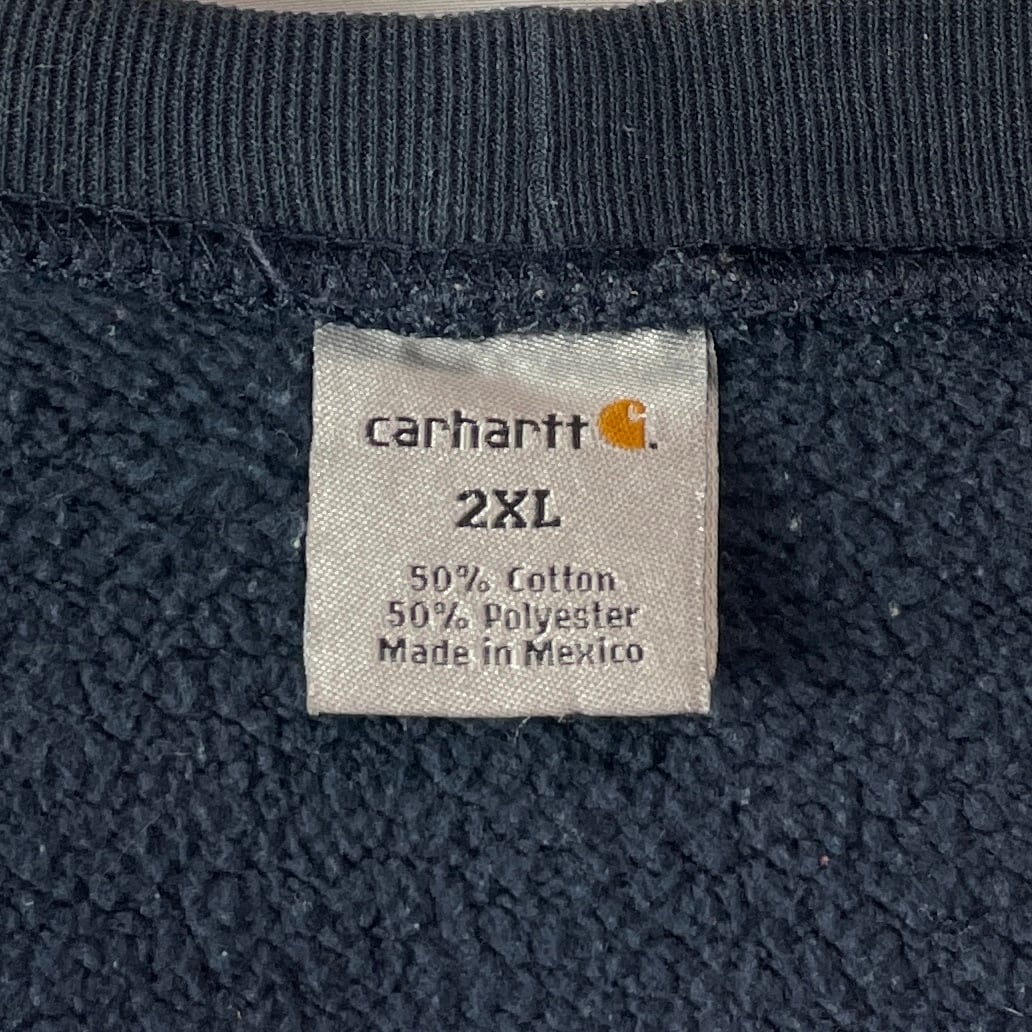 carhartt.
2XL
50% Cotton
50% Polyester
Made in Mexico